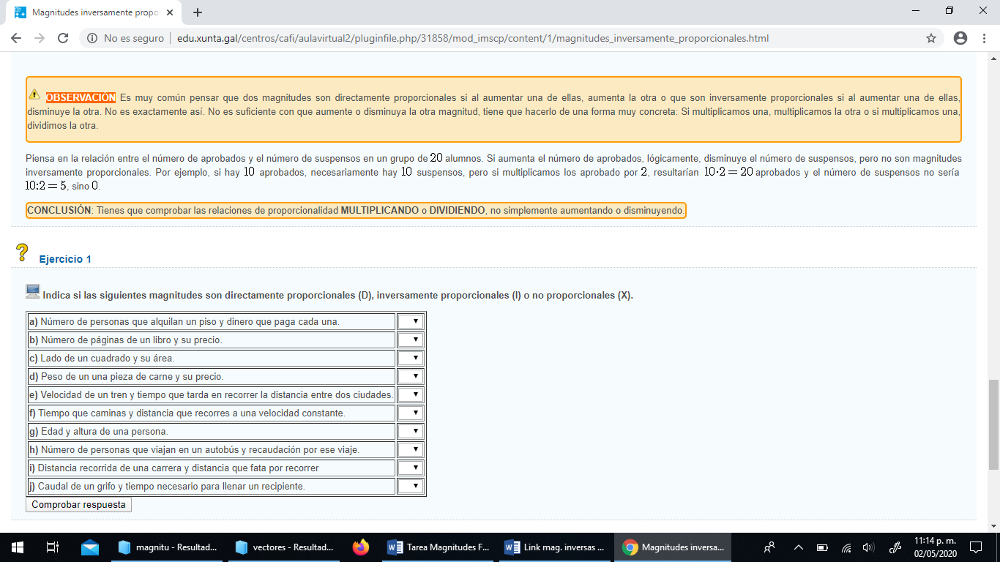 Magnitudes inversamente propo
No es seguro
edu.xunta.gal/centros/cafi/aulavirtual2/pluginfile.php/31858/mod_imscp/content/1/magnitudes_inversamente_proporcionales.html
OBSERVACIÓN Es muy común pensar que dos magnitudes son directamente proporcionales si al aumentar una de ellas, aumenta la otra o que son inversamente proporcionales si al aumentar una de ellas,
disminuye la otra. No es exactamente así. No es suficiente con que aumente o disminuya la otra magnitud, tiene que hacerlo de una forma muy concreta: Si multiplicamos una, multiplicamos la otra o si multiplicamos una,
dividimos la otra.
Piensa en la relación entre el número de aprobados y el número de suspensos en un grupo de 20 alumnos. Si aumenta el número de aprobados, lógicamente, disminuye el número de suspensos, pero no son magnitudes
inversamente proporcionales. Por ejemplo, si hay 10 aprobados, necesariamente hay 10 suspensos, pero si multiplicamos los aprobado por 2, resultarían 10·2 = 20 aprobados y el número de suspensos no sería
10:2 = 5, sino 0.
CONCLUSIÓN: Tienes que comprobar las relaciones de proporcionalidad MULTIPLICANDO o DIVIDIENDO, no simplemente aumentando o disminuyendo.
Ejercicio 1
Indica si las siguientes magnitudes son directamente proporcionales (D), inversamente proporcionales (I) o no proporcionales (X).
a) Número de personas que alquilan un piso y dinero que paga cada una.
b) Número de páginas de un libro y su precio.
c) Lado de un cuadrado y su área.
d) Peso de un una pieza de carne y su precio.
e) Velocidad de un tren y tiempo que tarda en recorrer la distancia entre dos ciudades.
f) Tiempo que caminas y distancia que recorres a una velocidad constante.
g) Edad y altura de una persona.
h) Número de personas que viajan en un autobús y recaudación por ese viaje.
i) Distancia recorrida de una carrera y distancia que fata por recorrer
j) Caudal de un grifo y tiempo necesario para llenar un recipiente.
Comprobar respuesta
magnitu - Resultad...
vectores - Resultad...
Tarea Magnitudes F...
Link mag. inversas ...
Magnitudes inversa...
11:14 p. m.
02/05/2020